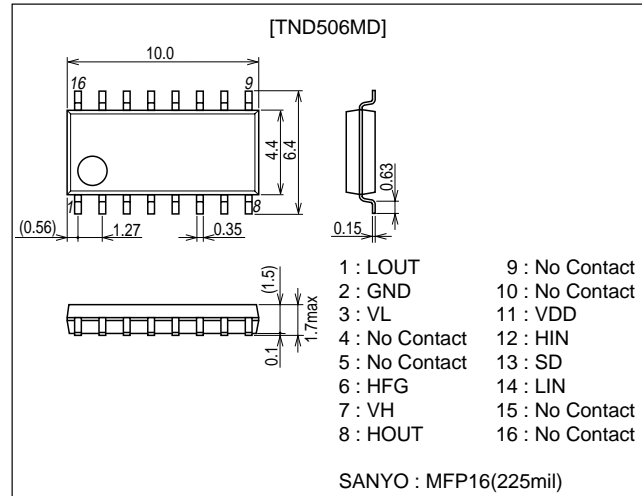 [TND506MD]
10.0
16
9
4.4
6.4
0.63
1
8
(0.56)
1.27
0.35
0.15
(1.5)
1.7max
0.1
1 : LOUT
2 : GND
3 : VL
4 : No Contact
5 : No Contact
6 : HFG
7 : VH
8 : HOUT
9 : No Contact
10 : No Contact
11 : VDD
12 : HIN
13 : SD
14 : LIN
15 : No Contact
16 : No Contact
SANYO : MFP16(225mil)